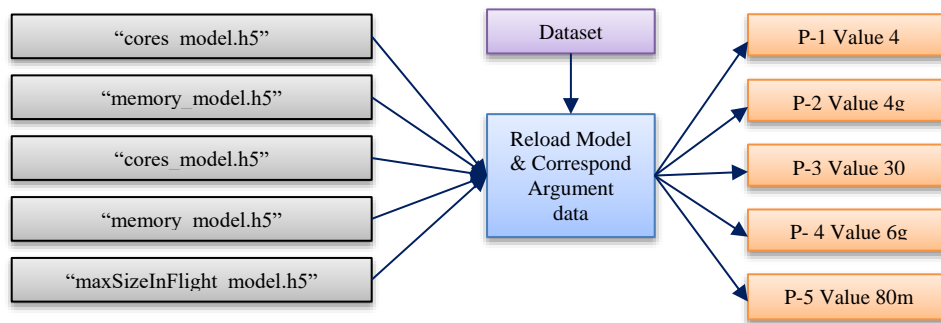 “cores_model.h5”
“memory_model.h5”
“cores_model.h5”
“memory_model.h5”
“maxSizeInFlight_model.h5”
Dataset
Reload Model
& Correspond
Argument
data
P-1 Value 4
P-2 Value 4g
P-3 Value 30
P- 4 Value 6g
P-5 Value 80m